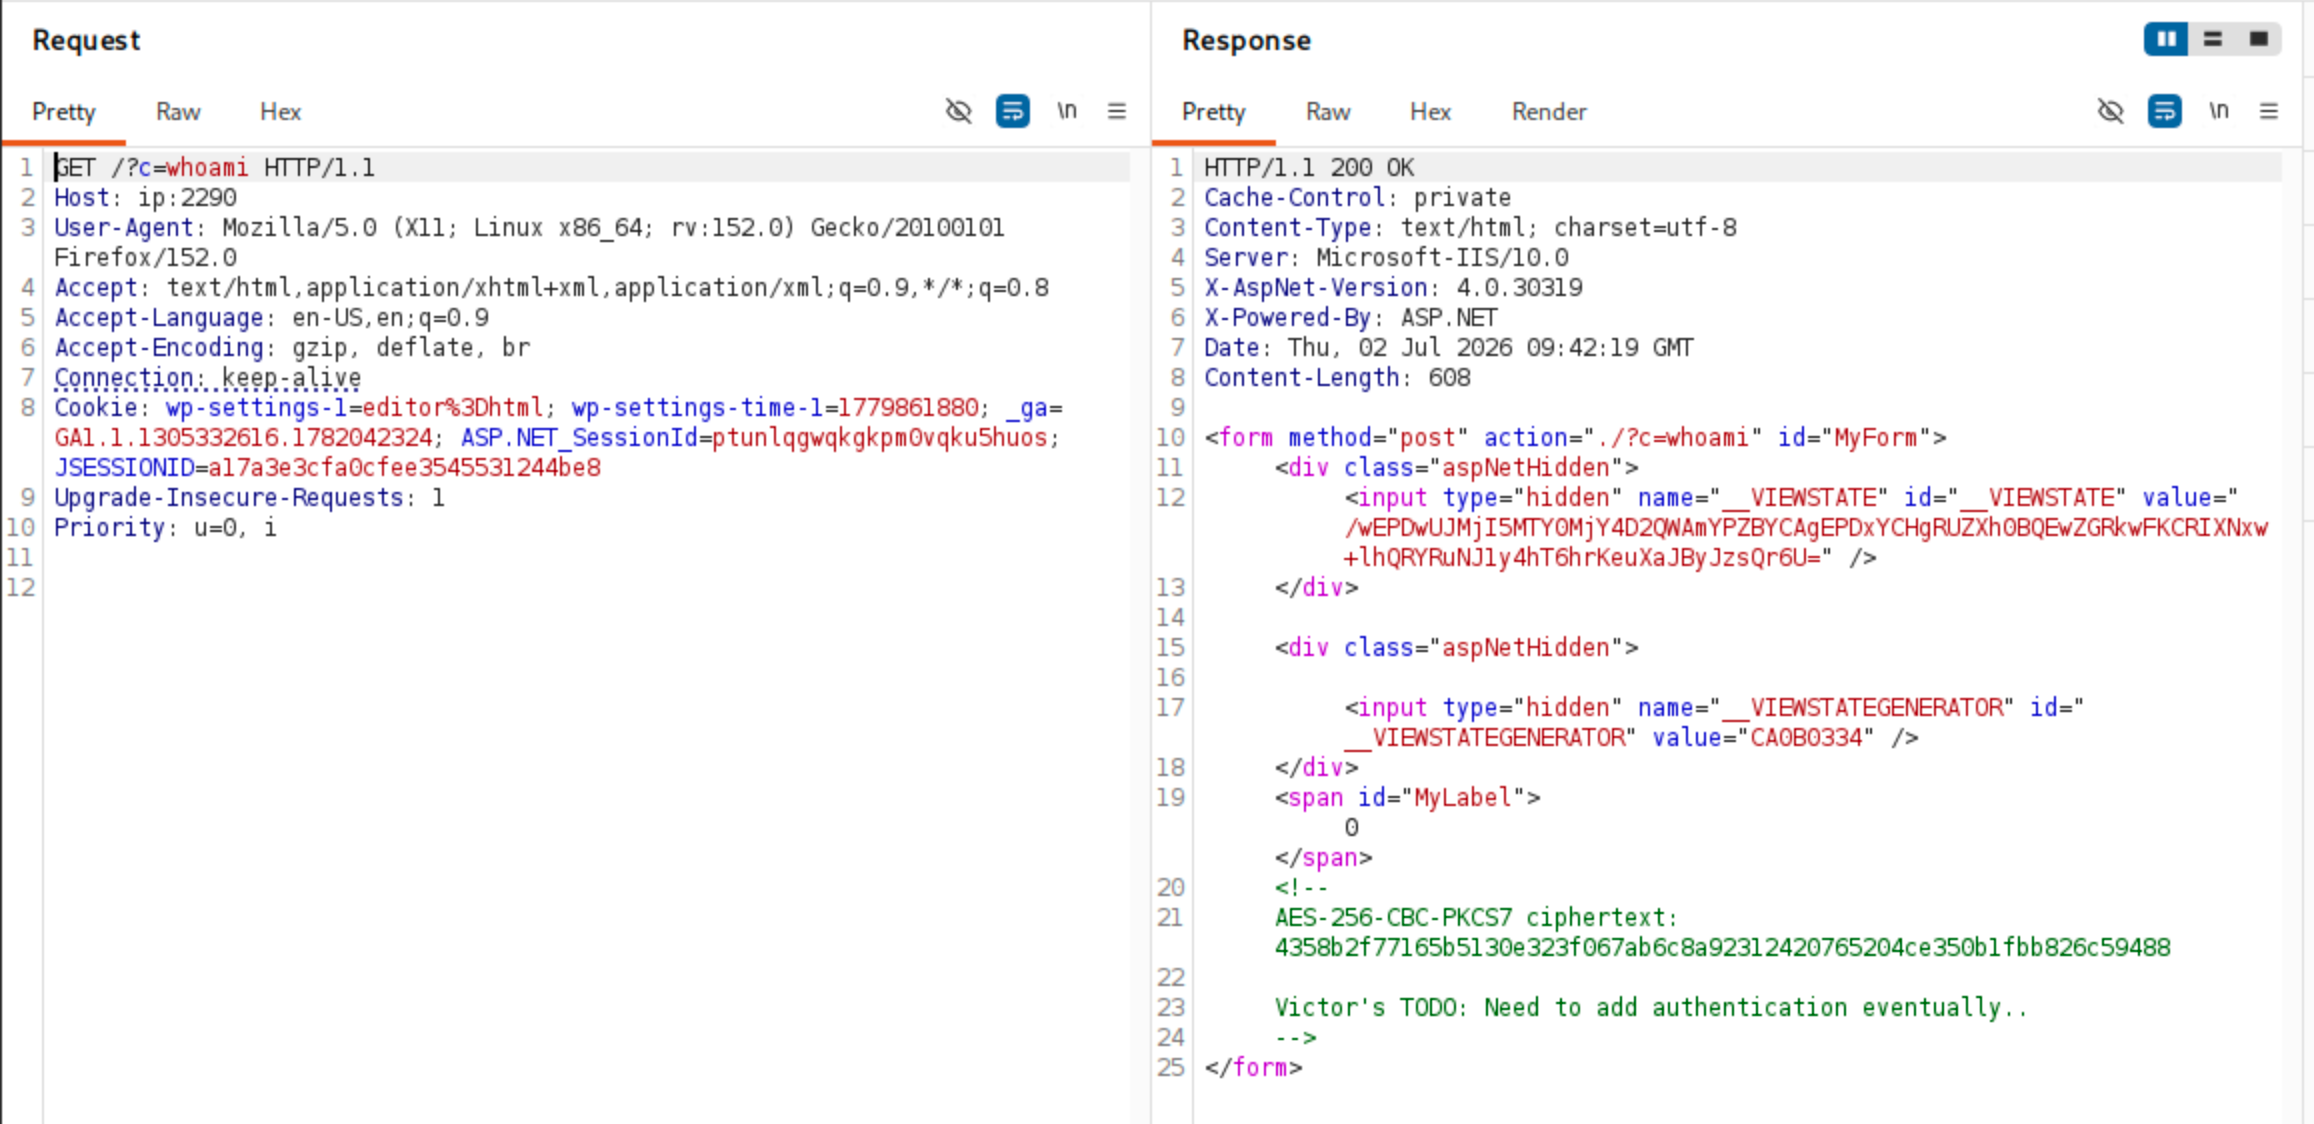 Request
Pretty Raw Hex \n
1 GET /?c=whoami HTTP/1.1
2 Host: ip:2290
3 User-Agent: Mozilla/5.0 (X11; Linux x86_64; rv:152.0) Gecko/20100101
Firefox/152.0
4 Accept: text/html,application/xhtml+xml,application/xml;q=0.9,*/*;q=0.8
5 Accept-Language: en-US,en;q=0.9
6 Accept-Encoding: gzip, deflate, br
7 Connection: keep-alive
8 Cookie: wp-settings-1=editor%3Dhtml; wp-settings-time-1=1779861880; _ga=
GA1.1.1305332616.1782042324; ASP.NET_SessionId=ptunlqgwqkgkpm0vqku5huos;
JSESSIONID=a17a3e3cfa0cfee3545531244be8
9 Upgrade-Insecure-Requests: 1
10 Priority: u=0, i
11
12
Response
Pretty Raw Hex Render \n
1 HTTP/1.1 200 OK
2 Cache-Control: private
3 Content-Type: text/html; charset=utf-8
4 Server: Microsoft-IIS/10.0
5 X-AspNet-Version: 4.0.30319
6 X-Powered-By: ASP.NET
7 Date: Thu, 02 Jul 2026 09:42:19 GMT
8 Content-Length: 608
9
10 <form method="post" action="./?c=whoami" id="MyForm">
11 <div class="aspNetHidden">
12 <input type="hidden" name="__VIEWSTATE" id="__VIEWSTATE" value="
/wEPDwUJMjI5MTY0MjY4D2QWAmYPZBYCAgEPDxYCHgRUZXh0BQEwZGRkwFKCRIXNxw
+lhQRYRuNJ1y4hT6hrKeuXaJByJzsQr6U=" />
13 </div>
14
15 <div class="aspNetHidden">
16
17 <input type="hidden" name="__VIEWSTATEGENERATOR" id="
__VIEWSTATEGENERATOR" value="CA0B0334" />
18 </div>
19 <span id="MyLabel">
0
</span>
20 <!--
21 AES-256-CBC-PKCS7 ciphertext:
4358b2f77165b5130e323f067ab6c8a92312420765204ce350b1fbb826c59488
22
23 Victor's TODO: Need to add authentication eventually..
24 -->
25 </form>